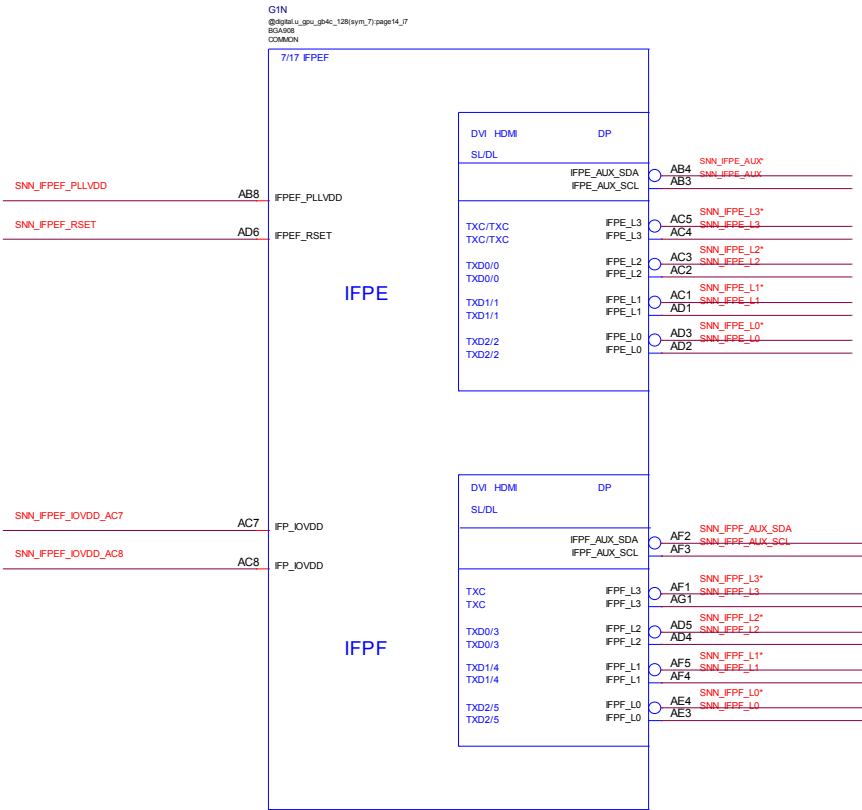 G1N
@digital.u_gpu_gb4c_128(sym_7):page14_i7
BGA908
COMMON
7/17 IFPEF
DVI HDMI DP
SL/DL
IFPE_AUX_SDA AB4 SNN_IFPE_AUX*
IFPE_AUX_SCL AB3 SNN_IFPE_AUX
SNN_IFPEF_PLLVDD AB8 IFPEF_PLLVDD
SNN_IFPEF_RSET AD6 IFPEF_RSET
TXC/TXC IFPE_L3 AC5 SNN_IFPE_L3*
TXC/TXC IFPE_L3 AC4 SNN_IFPE_L3
TXD0/0 IFPE_L2 AC3 SNN_IFPE_L2*
TXD0/0 IFPE_L2 AC2 SNN_IFPE_L2
IFPE
TXD1/1 IFPE_L1 AC1 SNN_IFPE_L1*
TXD1/1 IFPE_L1 AD1 SNN_IFPE_L1
TXD2/2 IFPE_L0 AD3 SNN_IFPE_L0*
TXD2/2 IFPE_L0 AD2 SNN_IFPE_L0
DVI HDMI DP
SL/DL
SNN_IFPEF_IOVDD_AC7 AC7 IFP_IOVDD
SNN_IFPEF_IOVDD_AC8 AC8 IFP_IOVDD
IFPF_AUX_SDA AF2 SNN_IFPF_AUX_SDA
IFPF_AUX_SCL AF3 SNN_IFPF_AUX_SCL
TXC IFPF_L3 AF1 SNN_IFPF_L3*
TXC IFPF_L3 AG1 SNN_IFPF_L3
TXD0/3 IFPF_L2 AD5 SNN_IFPF_L2*
TXD0/3 IFPF_L2 AD4 SNN_IFPF_L2
IFPF
TXD1/4 IFPF_L1 AF5 SNN_IFPF_L1*
TXD1/4 IFPF_L1 AF4 SNN_IFPF_L1
TXD2/5 IFPF_L0 AE4 SNN_IFPF_L0*
TXD2/5 IFPF_L0 AE3 SNN_IFPF_L0